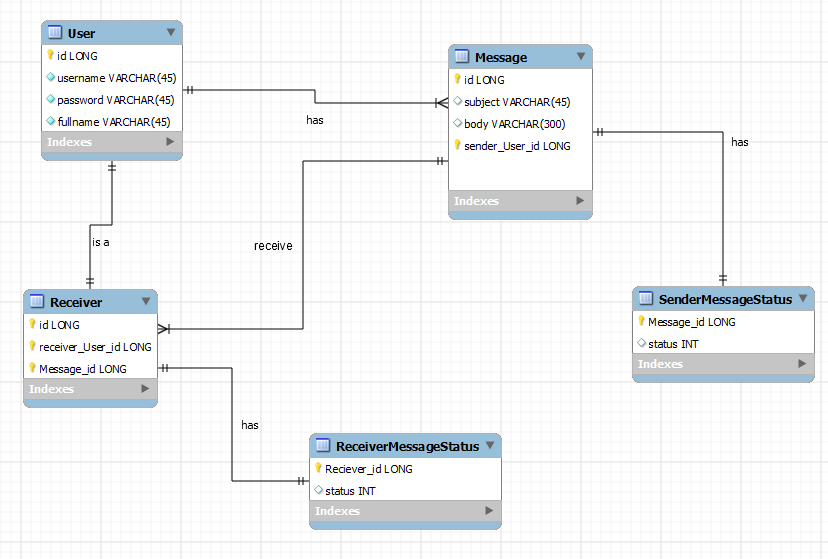 User
id LONG
username VARCHAR(45)
password VARCHAR(45)
fullname VARCHAR(45)
Indexes
Message
id LONG
subject VARCHAR(45)
body VARCHAR(300)
sender_User_id LONG
Indexes
has
has
is a
receive
Receiver
id LONG
receiver_User_id LONG
Message_id LONG
Indexes
SenderMessageStatus
Message_id LONG
status INT
Indexes
has
ReceiverMessageStatus
Reciever_id LONG
status INT
Indexes